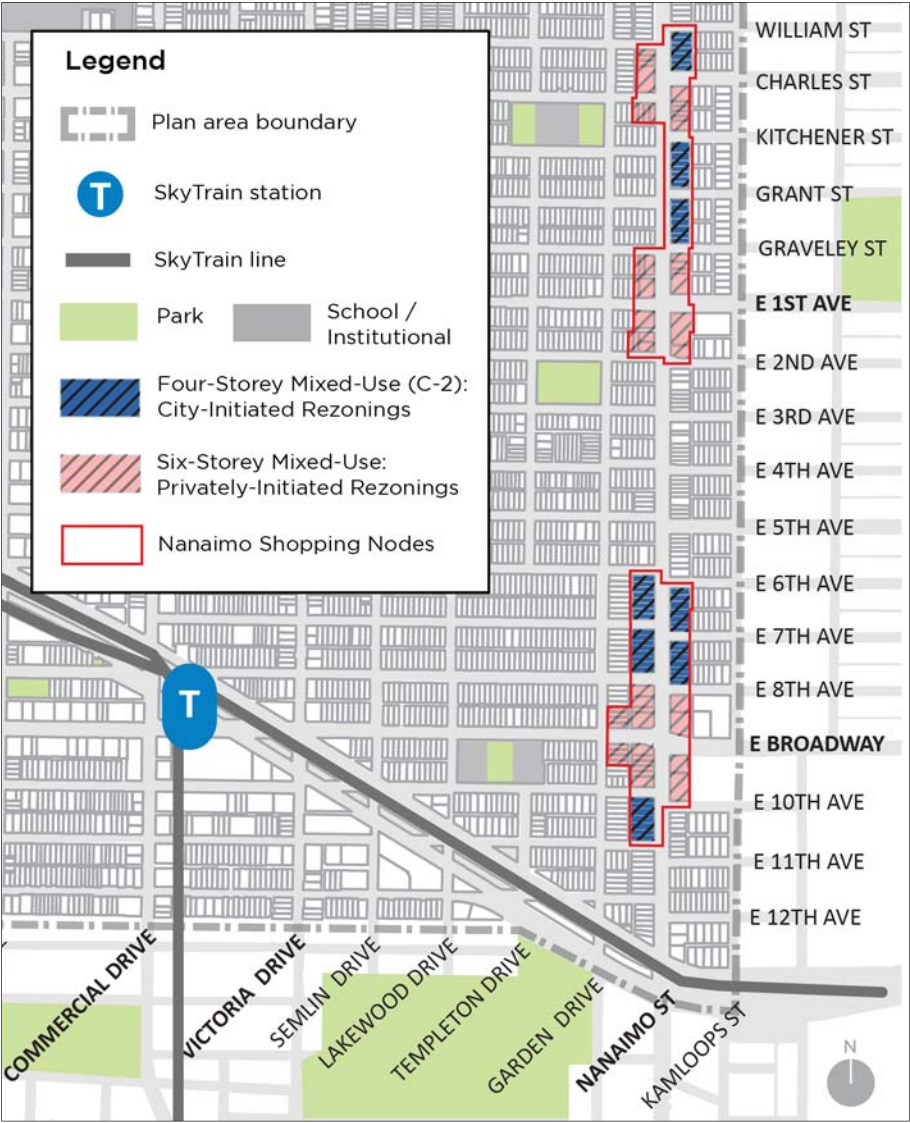 Legend
Plan area boundary
T
SkyTrain station
SkyTrain line
Park
School /
Institutional
Four-Storey Mixed-Use (C-2):
City-Initiated Rezonings
Six-Storey Mixed-Use:
Privately-Initiated Rezonings
Nanaimo Shopping Nodes
WILLIAM ST
CHARLES ST
KITCHENER ST
GRANT ST
GRAVELEY ST
E 1ST AVE
E 2ND AVE
E 3RD AVE
E 4TH AVE
E 5TH AVE
E 6TH AVE
E 7TH AVE
E 8TH AVE
E BROADWAY
E 10TH AVE
E 11TH AVE
E 12TH AVE
T
COMMERCIAL DRIVE
VICTORIA DRIVE
SEMLIN DRIVE
LAKEWOOD DRIVE
TEMPLETON DRIVE
GARDEN DRIVE
NANAIMO ST
KAMLOOPS ST
N